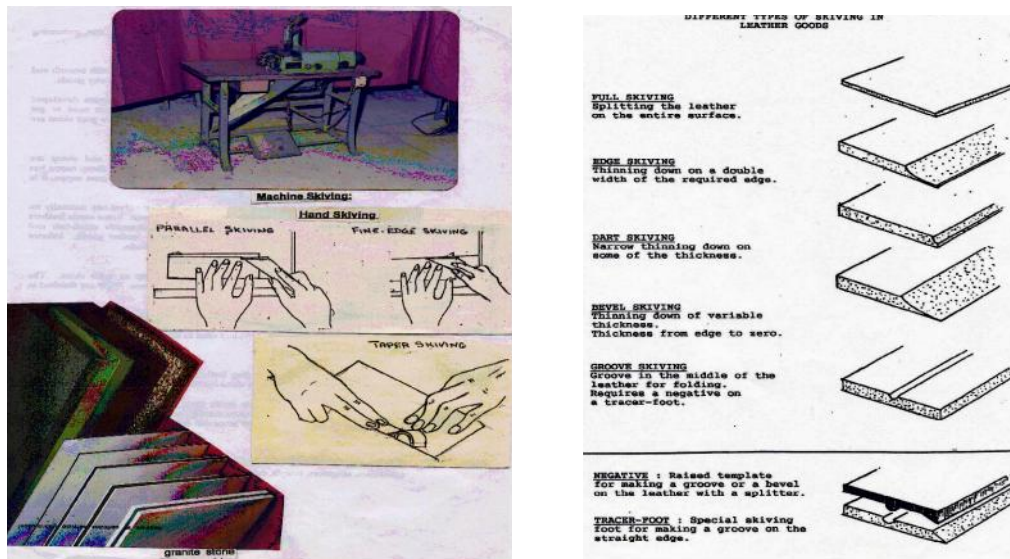 Machine Skiving:
Hand Skiving
PARALLEL SKIVING
FINE-EDGE SKIVING
TAPER SKIVING
granite stone
DIFFERENT TYPES OF SKIVING IN
LEATHER GOODS
FULL SKIVING
Splitting the leather
on the entire surface.
EDGE SKIVING
Thinning down on a double
width of the required edge.
DART SKIVING
Narrow thinning down on
some of the thickness.
BEVEL SKIVING
Thinning down of variable
thickness.
Thickness from edge to zero.
GROOVE SKIVING
Groove in the middle of the
leather for folding.
Requires a negative on
a tracer-foot.
NEGATIVE : Raised template
for making a groove or a bevel
on the leather with a splitter.
TRACER-FOOT : Special skiving
foot for making a groove on the
straight edge.